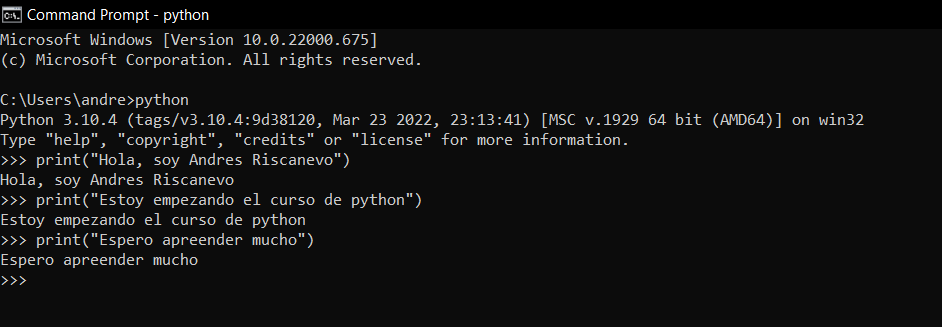 Command Prompt - python
Microsoft Windows [Version 10.0.22000.675]
(c) Microsoft Corporation. All rights reserved.
C:\Users\andre>python
Python 3.10.4 (tags/v3.10.4:9d38120, Mar 23 2022, 23:13:41) [MSC v.1929 64 bit (AMD64)] on win32
Type "help", "copyright", "credits" or "license" for more information.
>>> print("Hola, soy Andres Riscanevo")
Hola, soy Andres Riscanevo
>>> print("Estoy empezando el curso de python")
Estoy empezando el curso de python
>>> print("Espero apreender mucho")
Espero apreender mucho
>>>